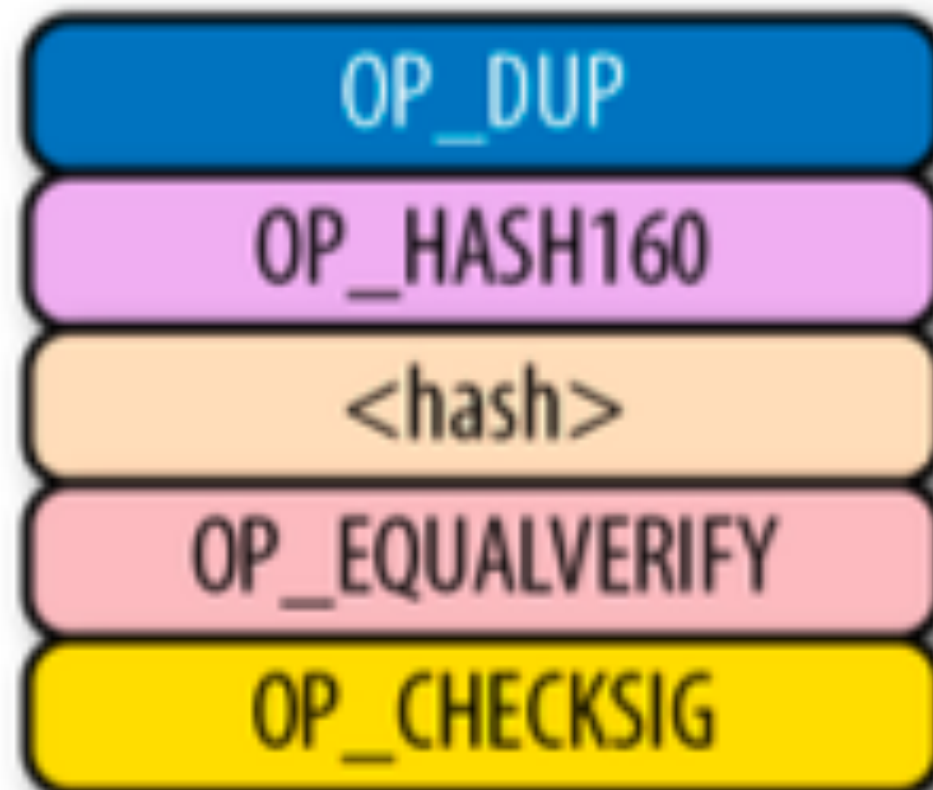 OP_DUP
OP_HASH160
<hash>
OP_EQUALVERIFY
OP_CHECKSIG